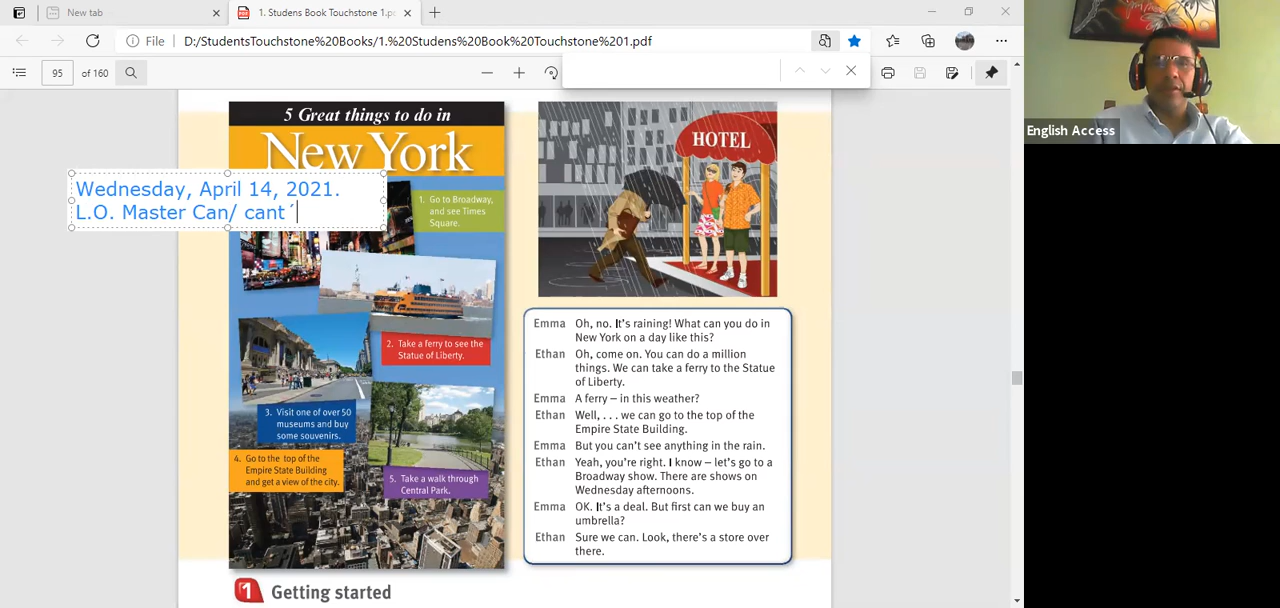 New tab
1. Studens Book Touchstone 1.pc
File
D:/StudentsTouchstone%20Books/1.%20Studens%20Book%20Touchstone%201.pdf
95
of 160
5 Great things to do in
New York
Wednesday, April 14, 2021.
L.O. Master Can/ cant´
1. Go to Broadway,
and see Times
Square.
2. Take a ferry to see the
Statue of Liberty.
3. Visit one of over 50
museums and buy
some souvenirs.
4. Go to the top of the
Empire State Building
and get a view of the city.
5. Take a walk through
Central Park.
HOTEL
Emma Oh, no. It's raining! What can you do in
New York on a day like this?
Ethan Oh, come on. You can do a million
things. We can take a ferry to the Statue
of Liberty.
Emma A ferry – in this weather?
Ethan Well, . . . we can go to the top of the
Empire State Building.
Emma But you can't see anything in the rain.
Ethan Yeah, you're right. I know – let's go to a
Broadway show. There are shows on
Wednesday afternoons.
Emma OK. It's a deal. But first can we buy an
umbrella?
Ethan Sure we can. Look, there's a store over
there.
1 Getting started
English Access